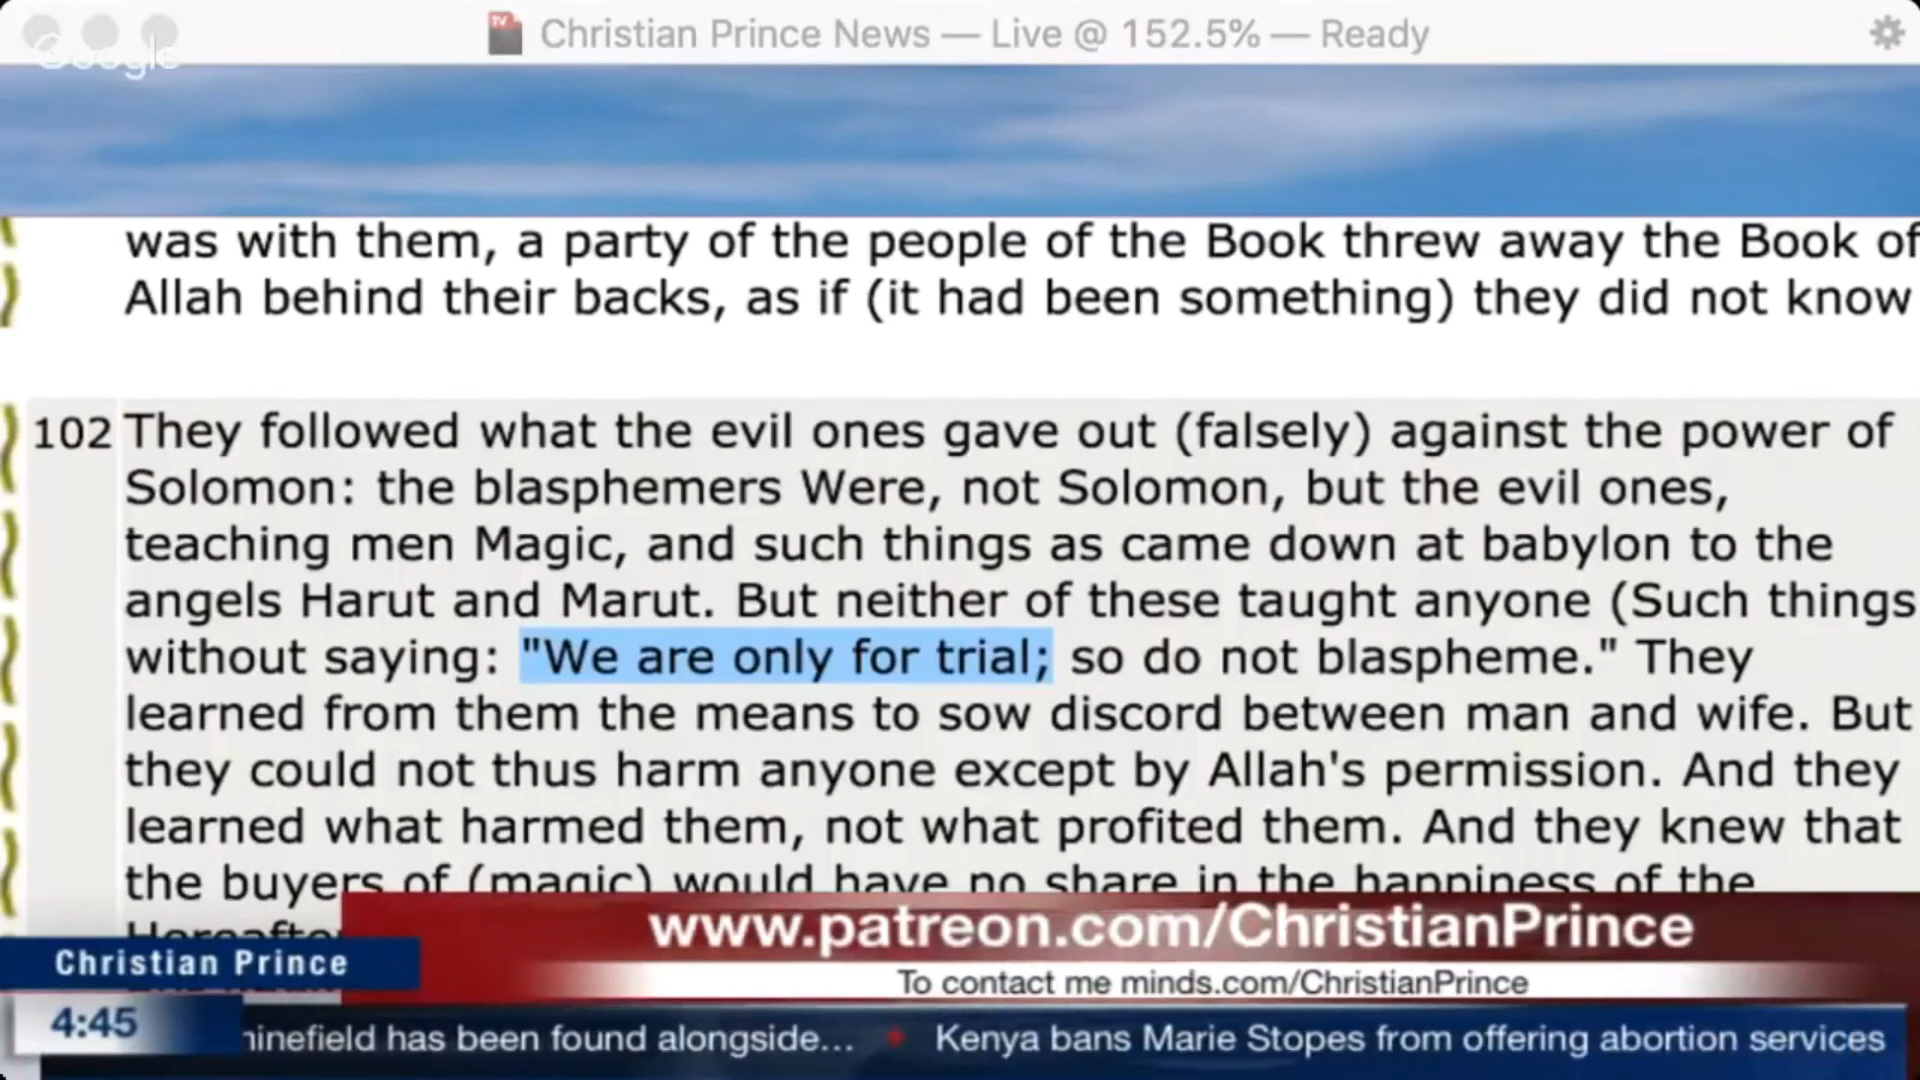 Christian Prince News — Live @ 152.5% — Ready
Google
was with them, a party of the people of the Book threw away the Book of
Allah behind their backs, as if (it had been something) they did not know
102 They followed what the evil ones gave out (falsely) against the power of
Solomon: the blasphemers Were, not Solomon, but the evil ones,
teaching men Magic, and such things as came down at babylon to the
angels Harut and Marut. But neither of these taught anyone (Such things
without saying: "We are only for trial; so do not blaspheme." They
learned from them the means to sow discord between man and wife. But
they could not thus harm anyone except by Allah's permission. And they
learned what harmed them, not what profited them. And they knew that
the buyers of (magic) would have no share in the happiness of the
www.patreon.com/ChristianPrince
Christian Prince
To contact me minds.com/ChristianPrince
4:45
has been found alongside... Kenya bans Marie Stopes from offering abortion services